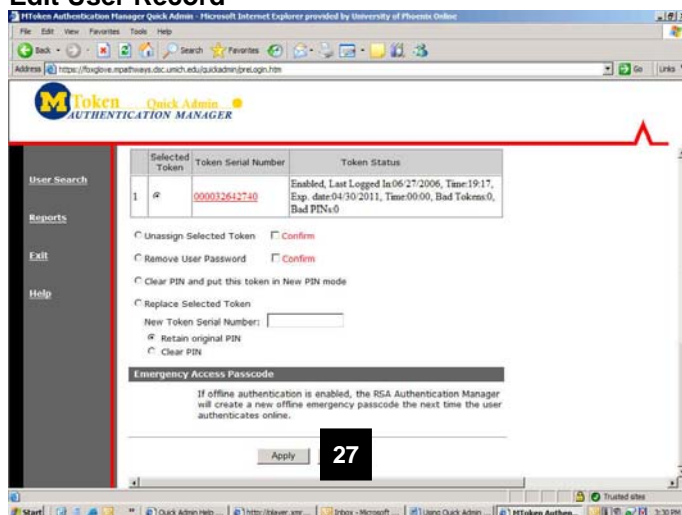 Edit User Record
MToken Authentication Manager Quick Admin - Microsoft Internet Explorer provided by University of Phoenix Online
File Edit View Favorites Tools Help
Back Search Favorites
Address https://foxglove.mpathways.dsc.umich.edu/quickadmin/preLogin.htm Go Links
M Token Quick Admin
AUTHENTICATION MANAGER
User Search
Reports
Exit
Help
Selected Token Token Serial Number Token Status
1 000032642740 Enabled, Last Logged In:06/27/2006, Time:19:17,
Exp. date:04/30/2011, Time:00:00, Bad Tokens:0,
Bad PINs:0
Unassign Selected Token Confirm
Remove User Password Confirm
Clear PIN and put this token in New PIN mode
Replace Selected Token
New Token Serial Number:
Retain original PIN
Clear PIN
Emergency Access Passcode
If offline authentication is enabled, the RSA Authentication Manager
will create a new offline emergency passcode the next time the user
authenticates online.
Apply
27
Trusted sites
Start Quick Admin Help ... Inbox - Microsoft ... Using Quick Admin ... MToken Authen... 3:30 PM